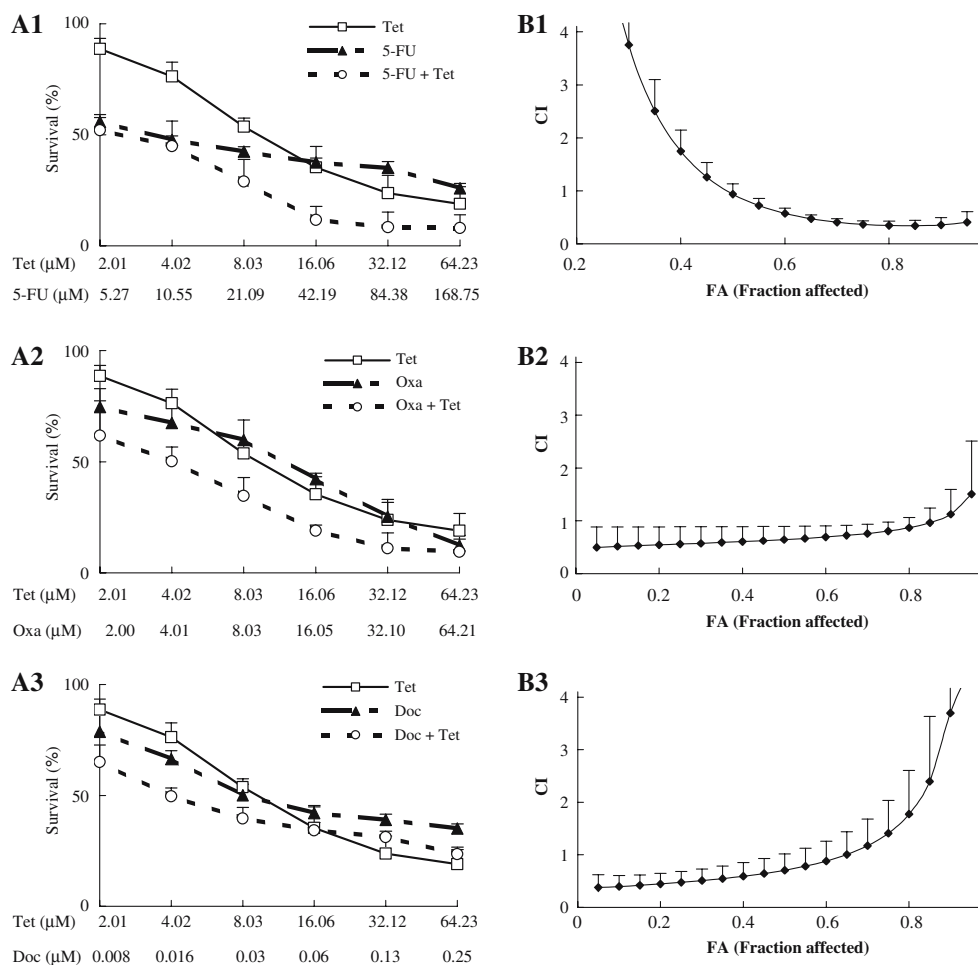 A1
100
50
0
Survival (%)
Tet
5-FU
5-FU + Tet
Tet (µM) 2.01 4.02 8.03 16.06 32.12 64.23
5-FU (µM) 5.27 10.55 21.09 42.19 84.38 168.75
B1
4
3
2
1
0
CI
0.2 0.4 0.6 0.8
FA (Fraction affected)
A2
100
50
0
Survival (%)
Tet
Oxa
Oxa + Tet
Tet (µM) 2.01 4.02 8.03 16.06 32.12 64.23
Oxa (µM) 2.00 4.01 8.03 16.05 32.10 64.21
B2
4
3
2
1
0
CI
0 0.2 0.4 0.6 0.8
FA (Fraction affected)
A3
100
50
0
Survival (%)
Tet
Doc
Doc + Tet
Tet (µM) 2.01 4.02 8.03 16.06 32.12 64.23
Doc (µM) 0.008 0.016 0.03 0.06 0.13 0.25
B3
4
3
2
1
0
CI
0 0.2 0.4 0.6 0.8
FA (Fraction affected)